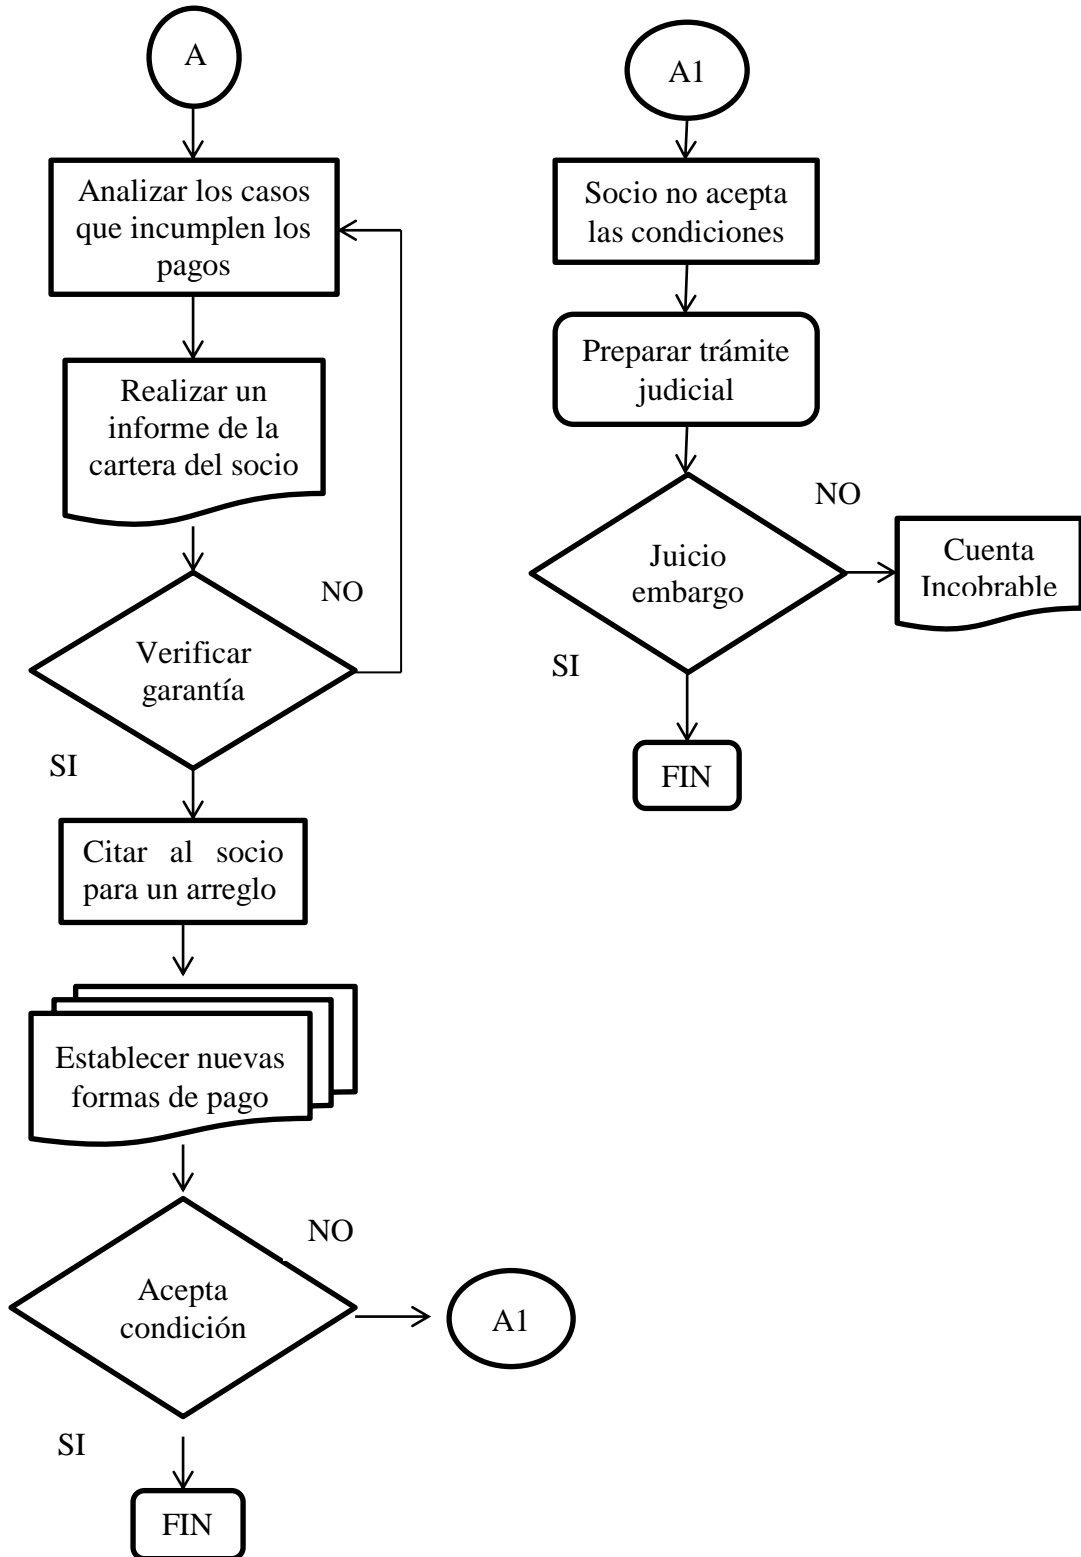 A
Analizar los casos
que incumplen los
pagos
Realizar un
informe de la
cartera del socio
NO
Verificar
garantía
SI
Citar al socio
para un arreglo
Establecer nuevas
formas de pago
NO
Acepta
condición
A1
SI
FIN
A1
Socio no acepta
las condiciones
Preparar trámite
judicial
NO
Juicio
embargo
Cuenta
Incobrable
SI
FIN